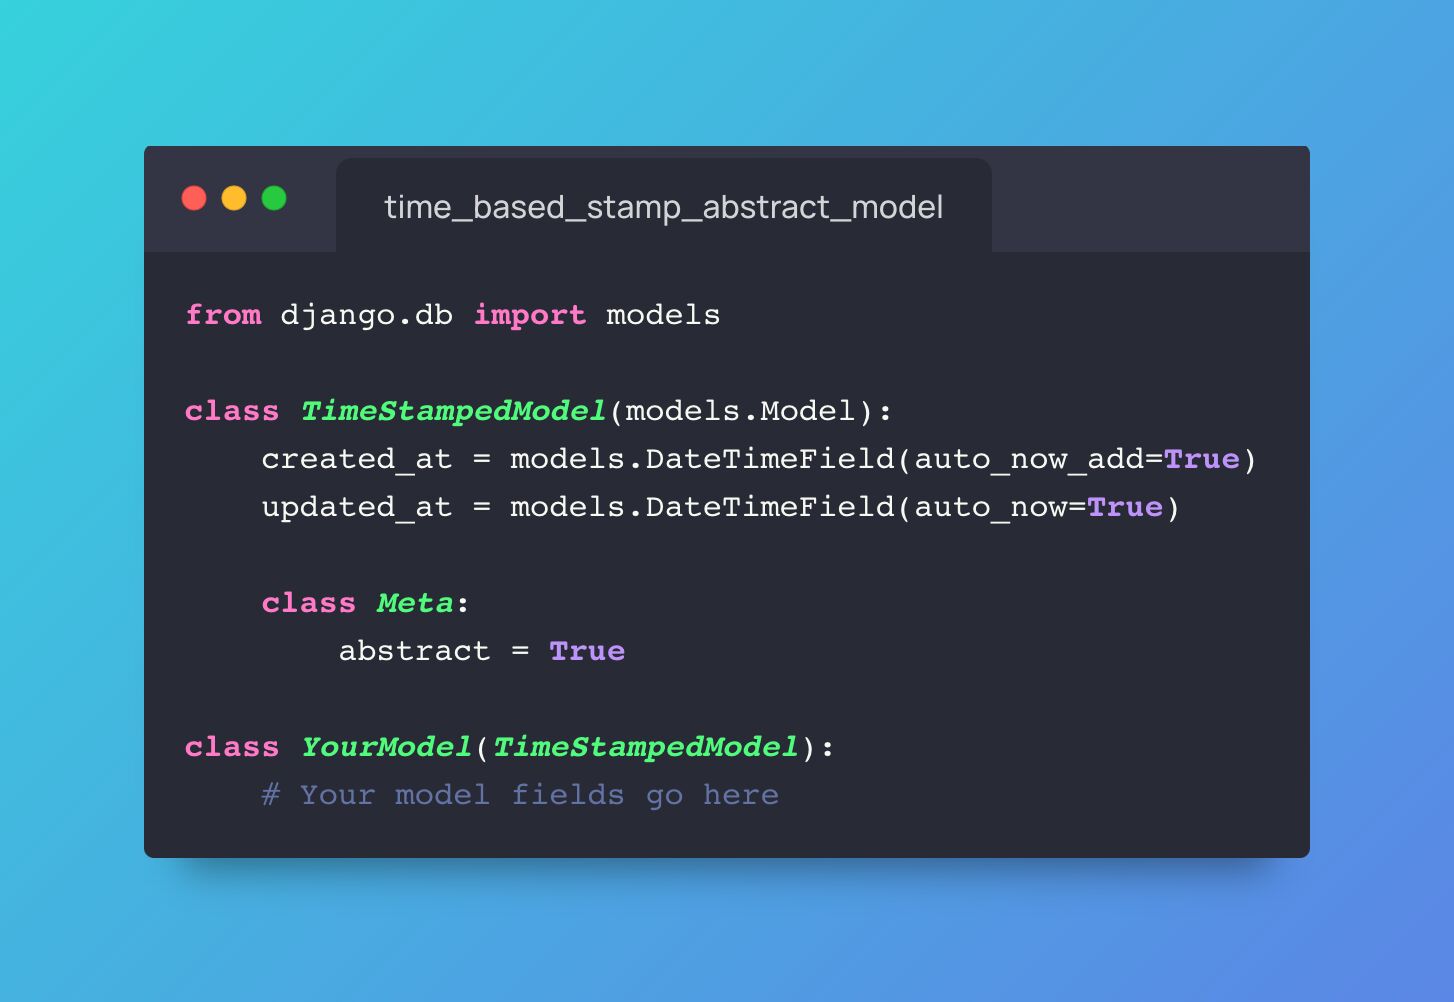 time_based_stamp_abstract_model
from django.db import models
class TimeStampedModel(models.Model):
    created_at = models.DateTimeField(auto_now_add=True)
    updated_at = models.DateTimeField(auto_now=True)
    class Meta:
        abstract = True
class YourModel(TimeStampedModel):
    # Your model fields go here